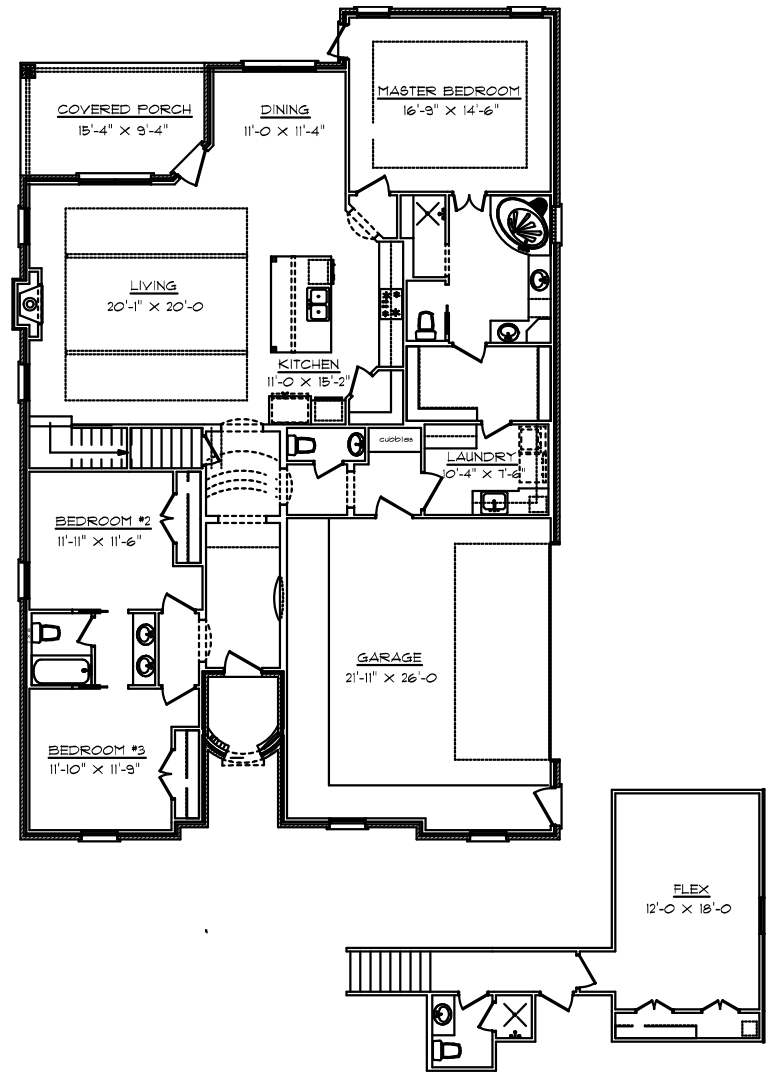 MASTER BEDROOM
16'-9" X 14'-6"
COVERED PORCH
15'-4" X 9'-4"
DINING
11'-0 X 11'-4"
LIVING
20'-1" X 20'-0
KITCHEN
11'-0 X 15'-2"
cubbies
LAUNDRY
10'-4" X 7'-6"
BEDROOM #2
11'-11" X 11'-6"
GARAGE
21'-11" X 26'-0
BEDROOM #3
11'-10" X 11'-9"
FLEX
12'-0 X 18'-0